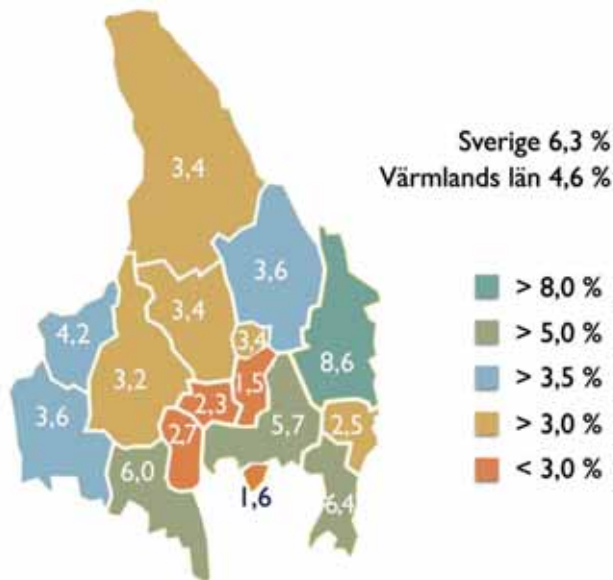 Sverige 6,3 %
Värmlands län 4,6 %
3,4
3,6
3,4
4,2
3,4
8,6
3,2
1,5
2,3
3,6
2,5
5,7
2,7
6,0
1,6
6,4
> 8,0 %
> 5,0 %
> 3,5 %
> 3,0 %
< 3,0 %